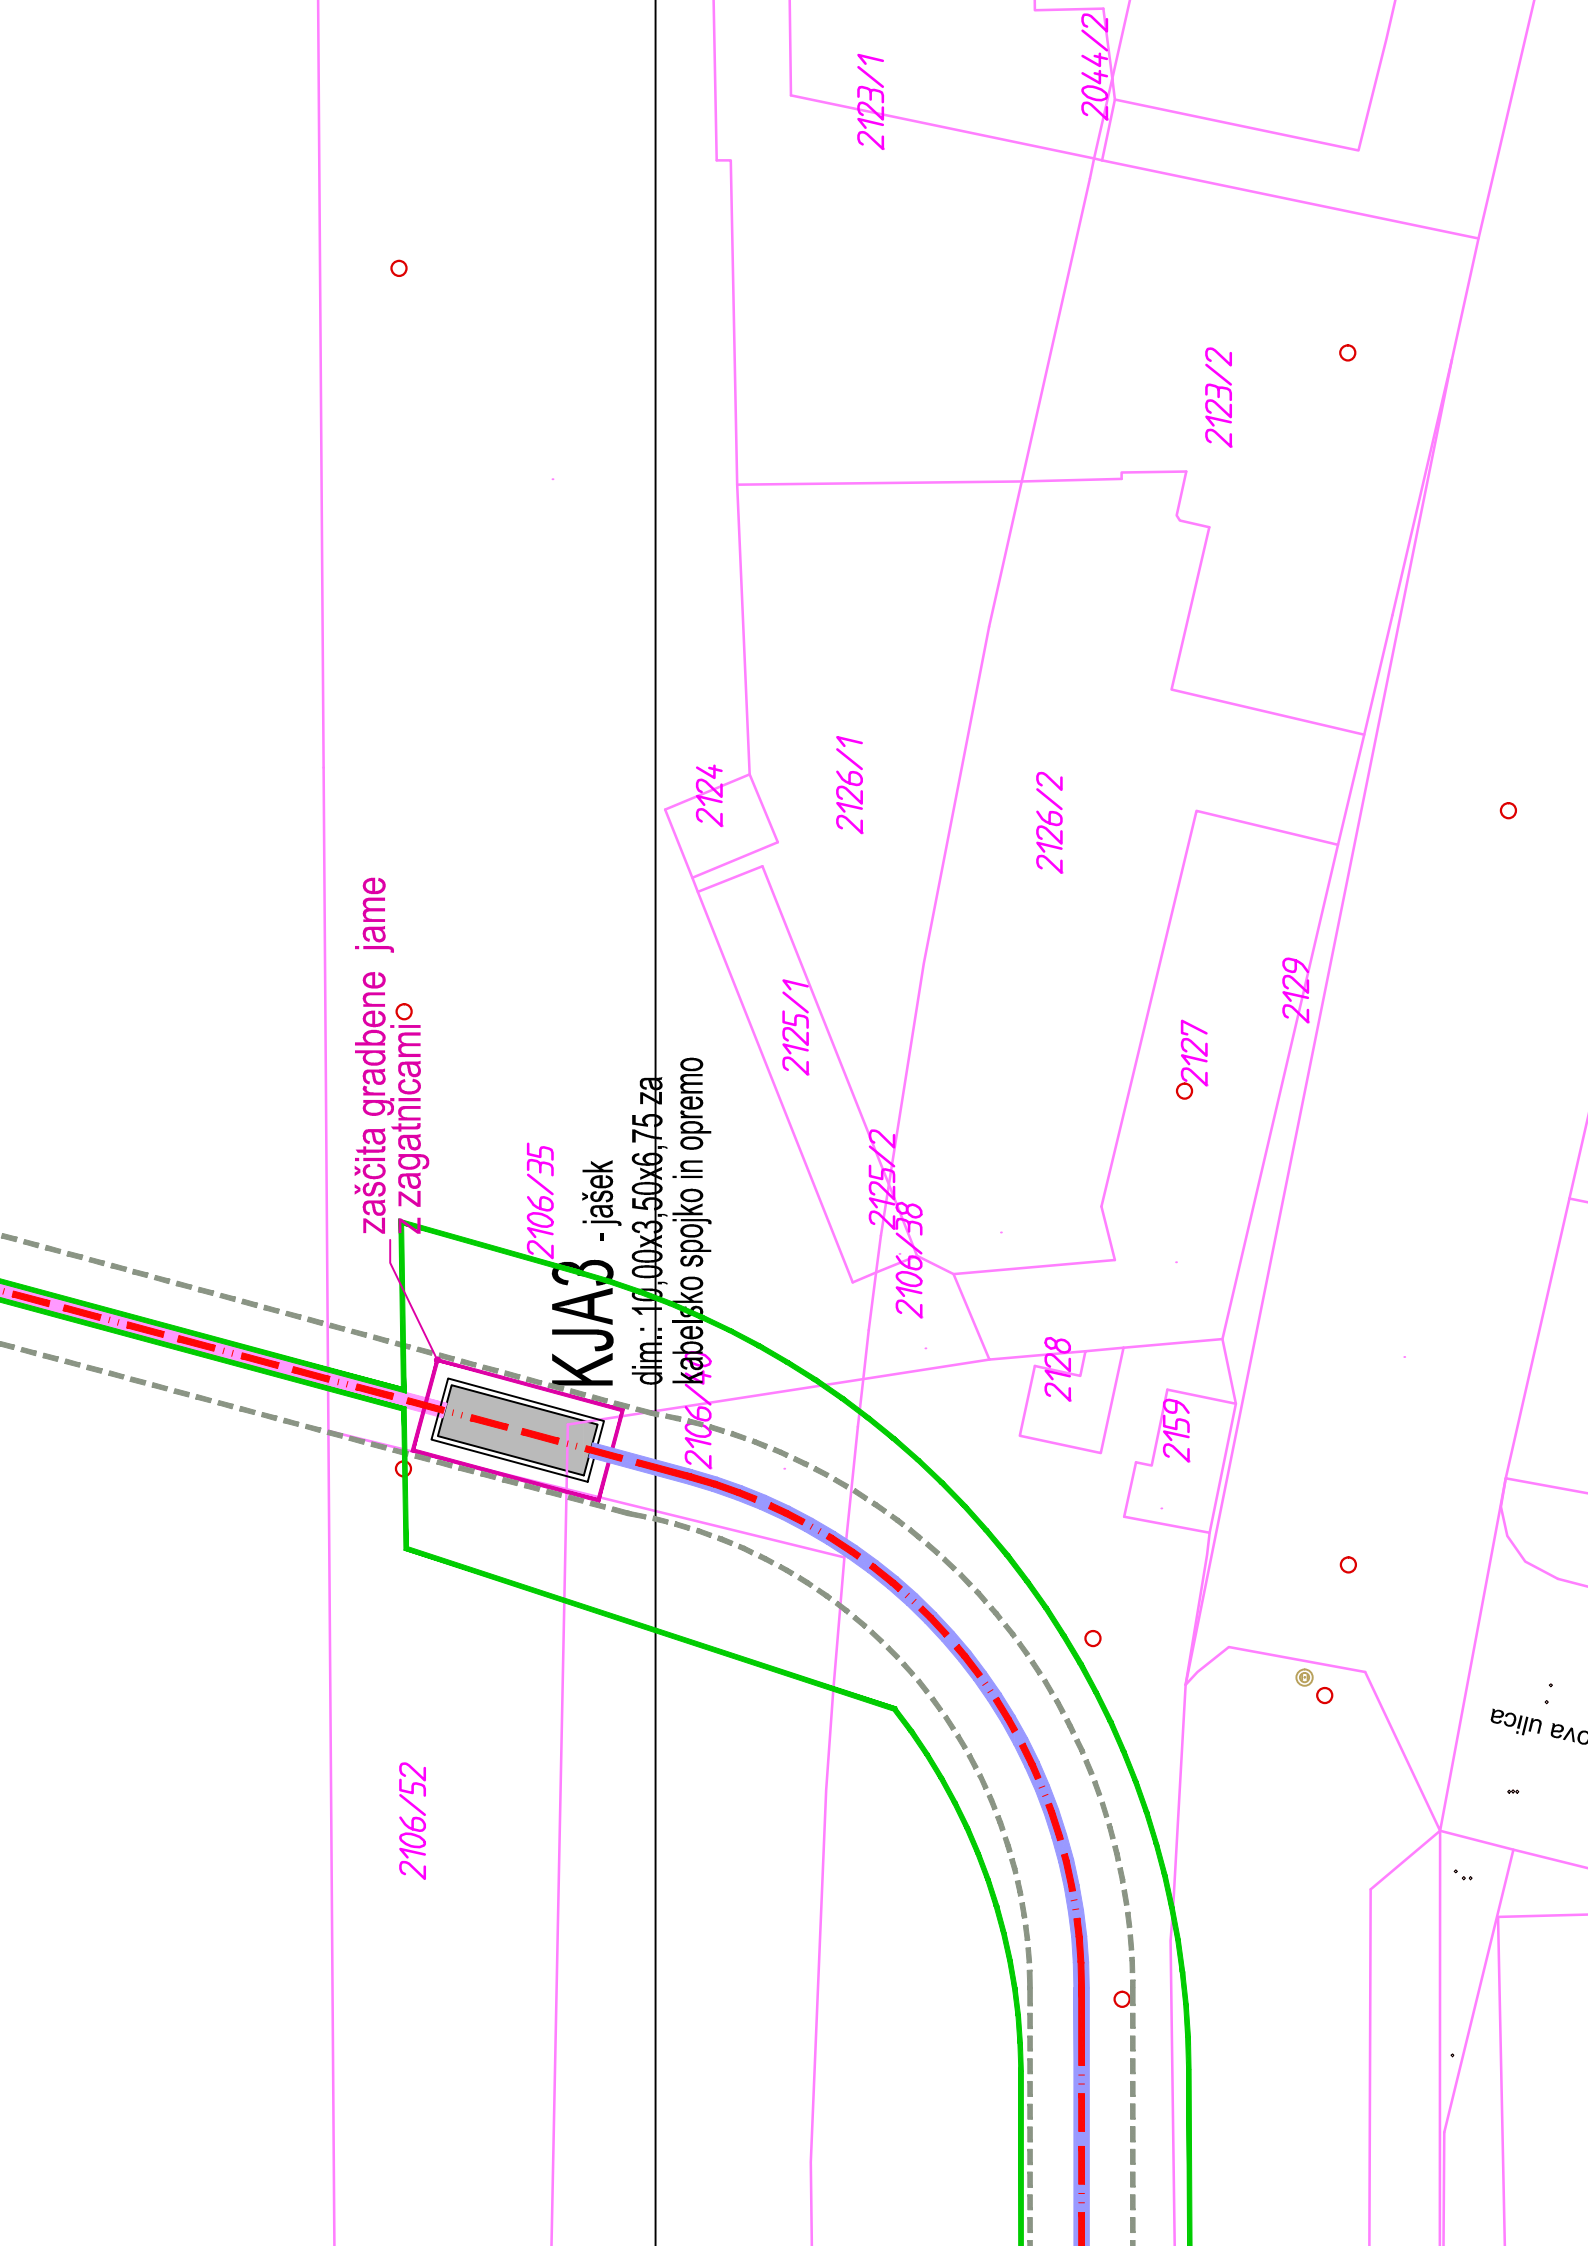 2123/1
2044/2
2123/2
2124
2126/1
2126/2
2125/1
2129
2127
zaščita gradbene jame
z zagatnicami
2106/35
KJA3 - jašek
dim.: 10,00x3,50x6,75 za
kabelsko spojko in opremo
2125/2
2106/38
2128
2159
2106/52
ova ulica